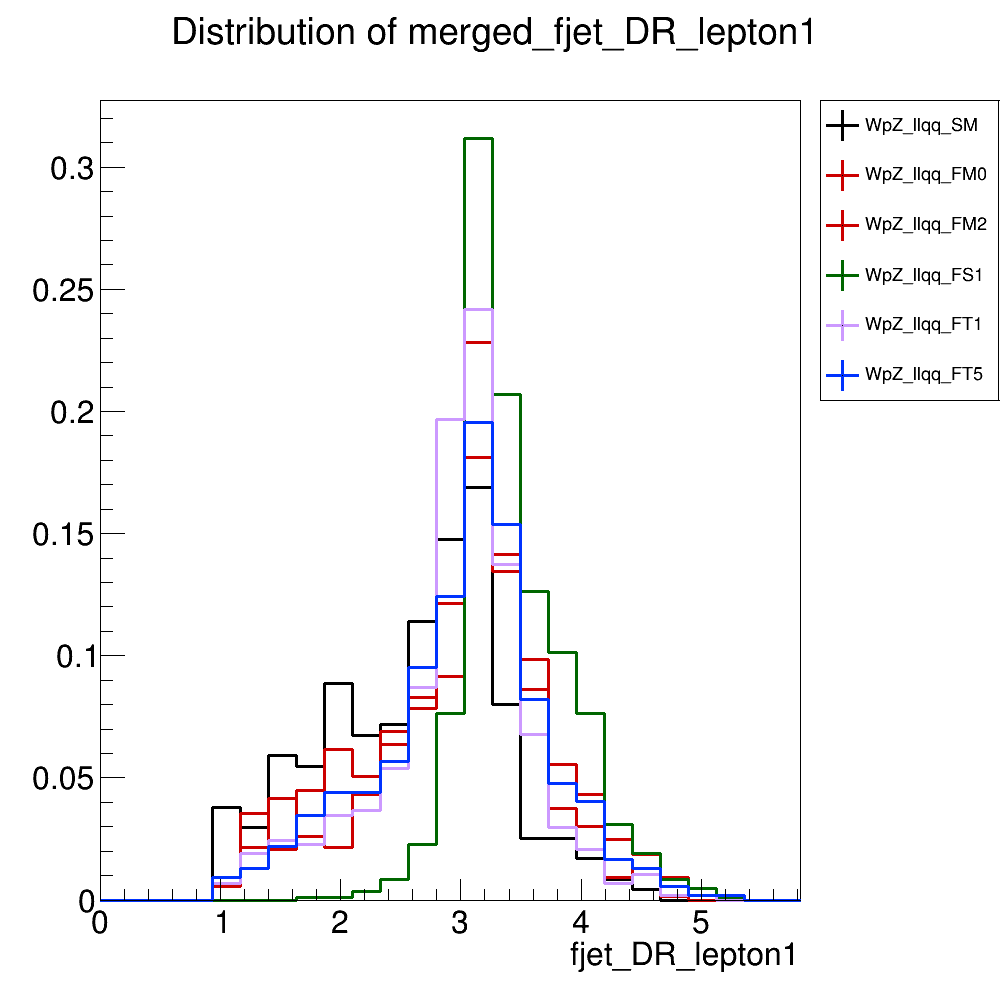 Distribution of merged_fjet_DR_lepton1
WpZ_llqq_SM
WpZ_llqq_FM0
WpZ_llqq_FM2
WpZ_llqq_FS1
WpZ_llqq_FT1
WpZ_llqq_FT5
0.3
0.25
0.2
0.15
0.1
0.05
0
0 1 2 3 4 5
fjet_DR_lepton1